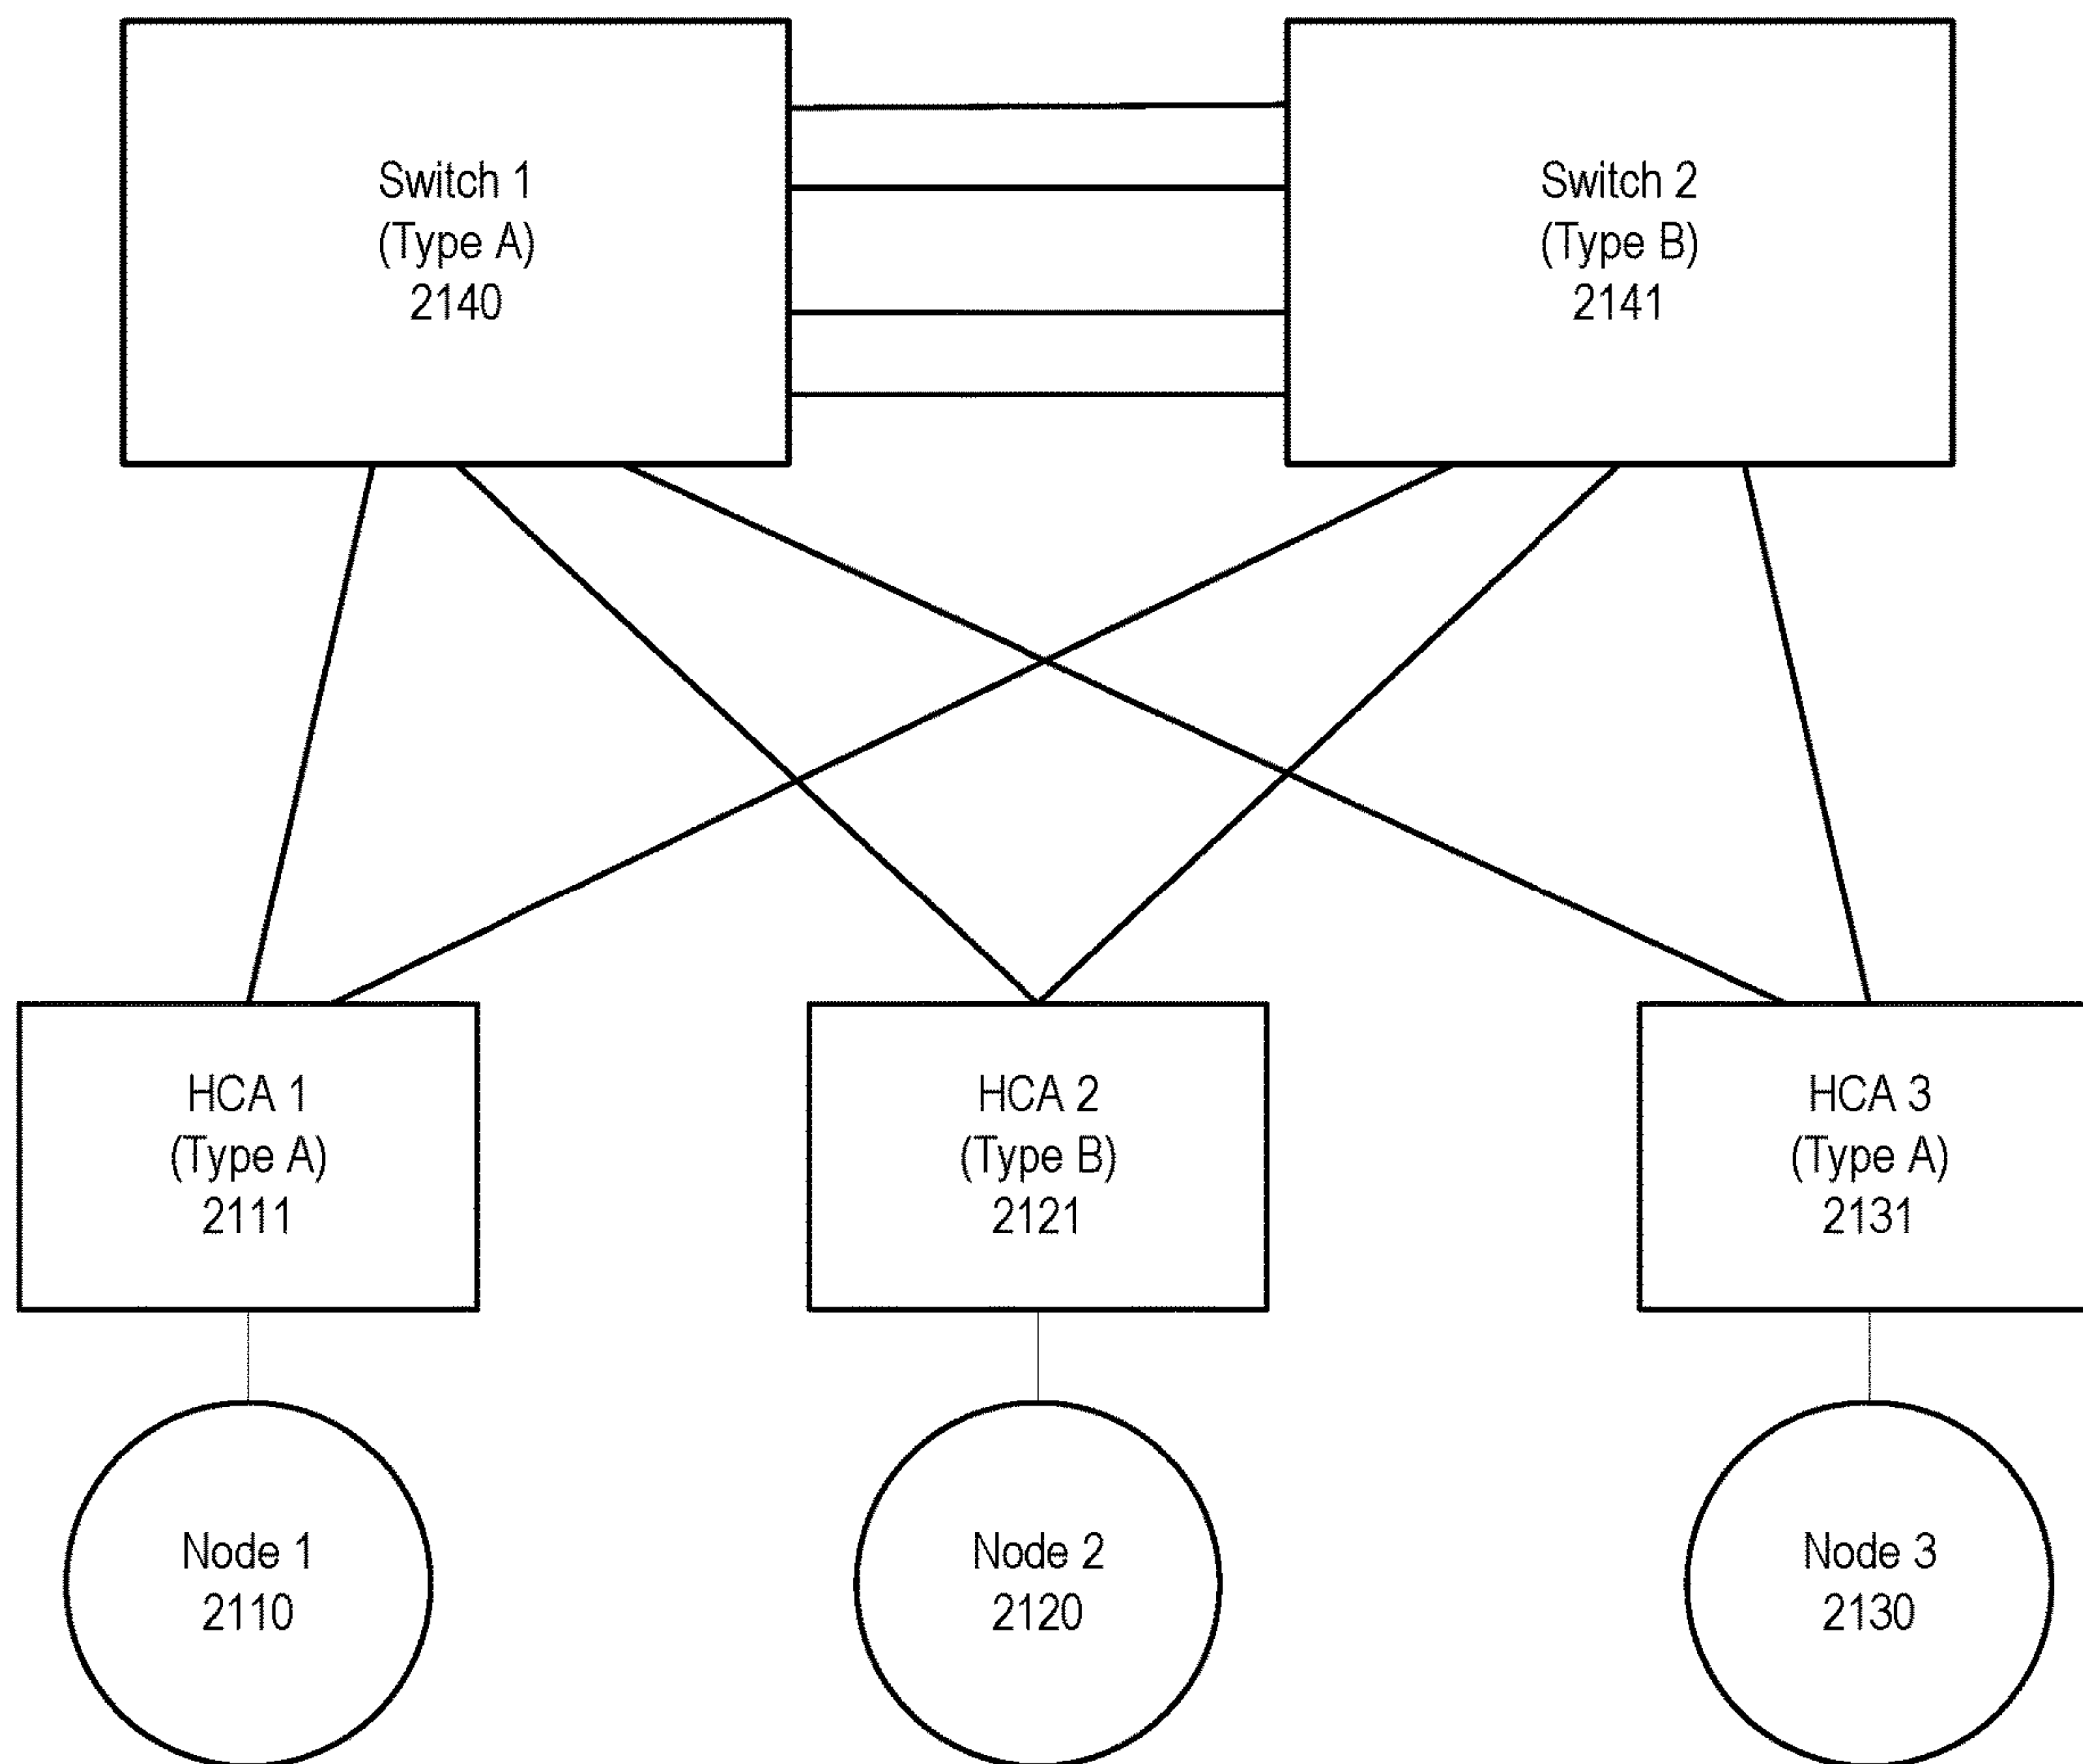 Switch 1
(Type A)
2140
Switch 2
(Type B)
2141
HCA 1
(Type A)
2111
HCA 2
(Type B)
2121
HCA 3
(Type A)
2131
Node 1
2110
Node 2
2120
Node 3
2130